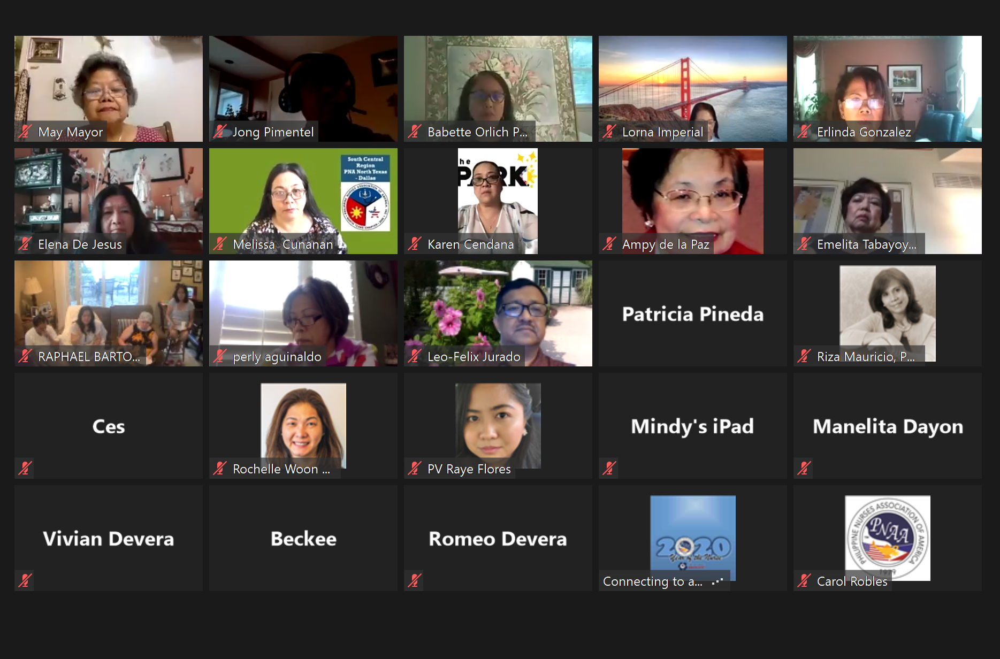 May Mayor
Jong Pimentel
Babette Orlich P...
Lorna Imperial
Erlinda Gonzalez
South Central
Region
PNA North Texas
- Dallas
Elena De Jesus
Melissa Cunanan
he
PARK
Karen Cendana
Ampy de la Paz
Emelita Tabayoy...
RAPHAEL BARTO...
perly aguinaldo
Leo-Felix Jurado
Patricia Pineda
Riza Mauricio, P...
Ces
Rochelle Woon ...
PV Raye Flores
Mindy's iPad
Manelita Dayon
Vivian Devera
Beckee
Romeo Devera
2020
Year of the Nurse
Connecting to a...
PHILIPPINE NURSES ASSOCIATION OF AMERICA
PNAA
1979
Carol Robles